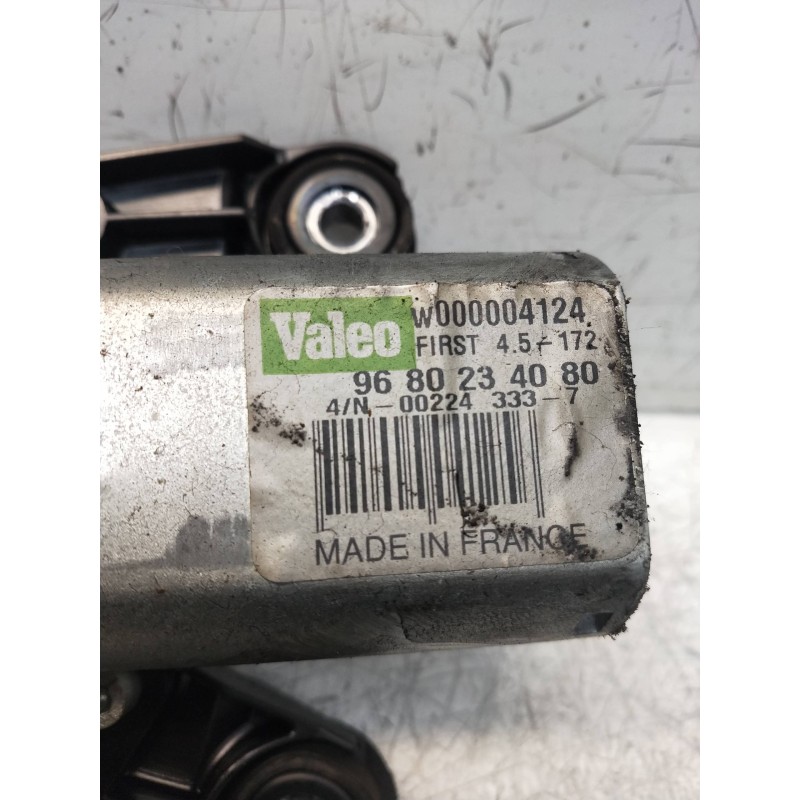 Valeo
W000004124
FIRST 4.5-172
96 80 23 40 80
4/N-00224 333-7
MADE IN FRANCE